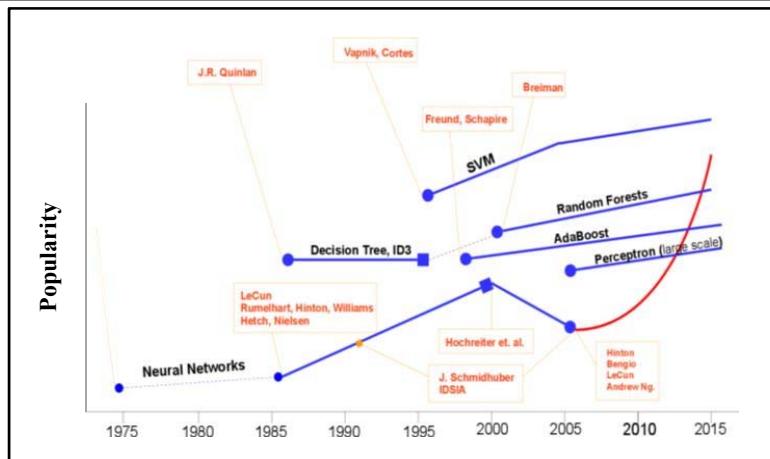 Vapnik, Cortes
J.R. Quinlan
Breiman
Freund, Schapire
SVM
Random Forests
AdaBoost
Perceptron (large scale)
Decision Tree, ID3
Popularity
LeCun
Rumelhart, Hinton, Williams
Hetch, Nielsen
Neural Networks
Hochreiter et. al.
J. Schmidhuber
IDSIA
Hinton
Bengio
LeCun
Andrew Ng.
1975 1980 1985 1990 1995 2000 2005 2010 2015